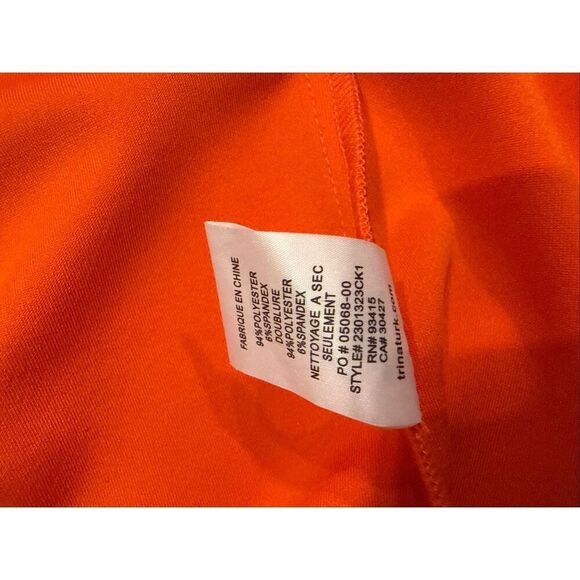 FABRIQUE EN CHINE
94%POLYESTER
6%SPANDEX
DOUBLURE
94%POLYESTER
6%SPANDEX
NETTOYAGE A SEC
SEULEMENT
PO # 05068-00
STYLE# 2301323CK1
RN# 93415
CA# 30427
trinaturk.com